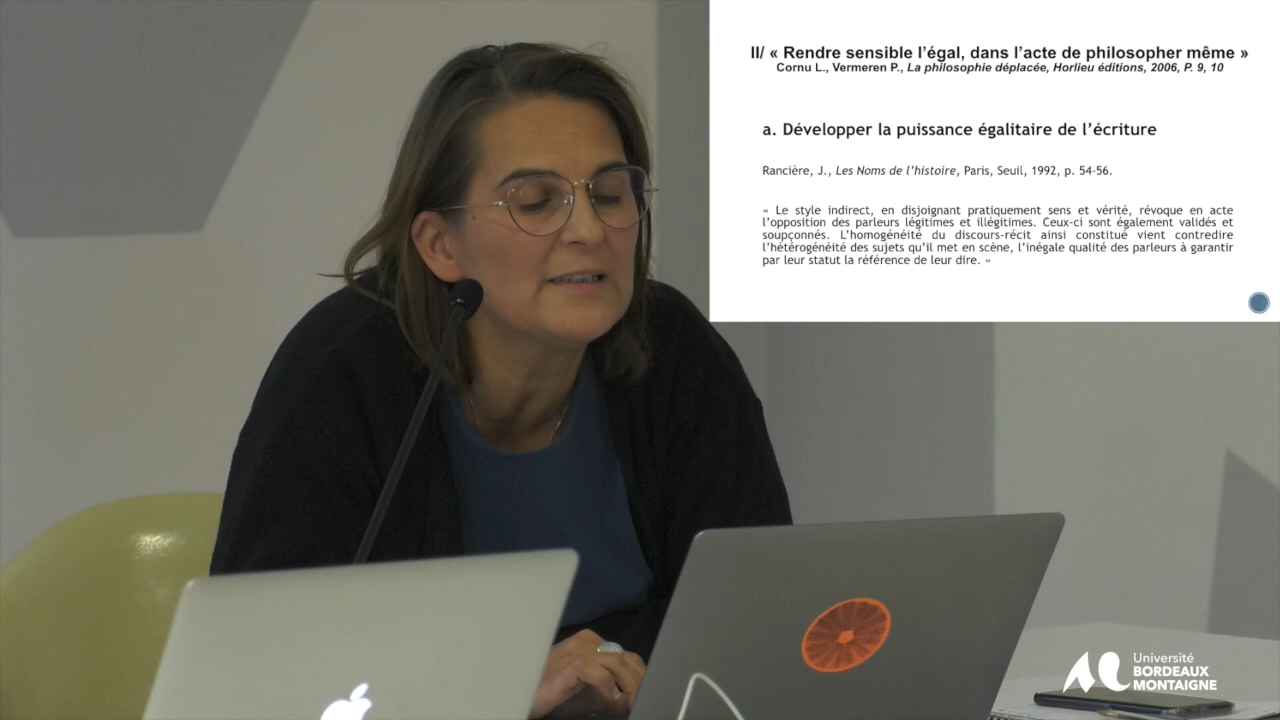 II/ « Rendre sensible l’égal, dans l’acte de philosopher même »
Cornu L., Vermeren P., La philosophie déplacée, Horlieu éditions, 2006, P. 9, 10
a. Développer la puissance égalitaire de l’écriture
Rancière, J., Les Noms de l’histoire, Paris, Seuil, 1992, p. 54-56.
« Le style indirect, en disjoignant pratiquement sens et vérité, révoque en acte
l’opposition des parleurs légitimes et illégitimes. Ceux-ci sont également validés et
soupçonnés. L’homogénéité du discours-récit ainsi constitué vient contredire
l’hétérogénéité des sujets qu’il met en scène, l’inégale qualité des parleurs à garantir
par leur statut la référence de leur dire. »
Université
BORDEAUX
MONTAIGNE